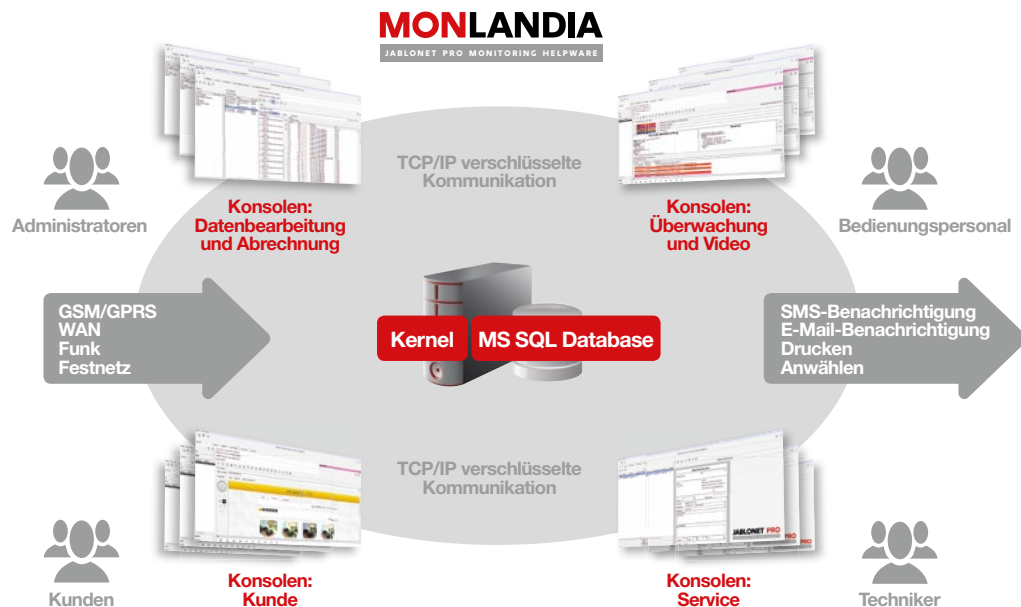 MONLANDIA
JABLONET PRO MONITORING HELPWARE
TCP/IP verschlüsselte
Kommunikation
Administratoren
Konsolen:
Datenbearbeitung
und Abrechnung
Konsolen:
Überwachung
und Video
Bedienungspersonal
GSM/GPRS
WAN
Funk
Festnetz
Kernel
MS SQL Database
SMS-Benachrichtigung
E-Mail-Benachrichtigung
Drucken
Anwählen
TCP/IP verschlüsselte
Kommunikation
JABLONET PRO
Kunden
Konsolen:
Kunde
Konsolen:
Service
Techniker